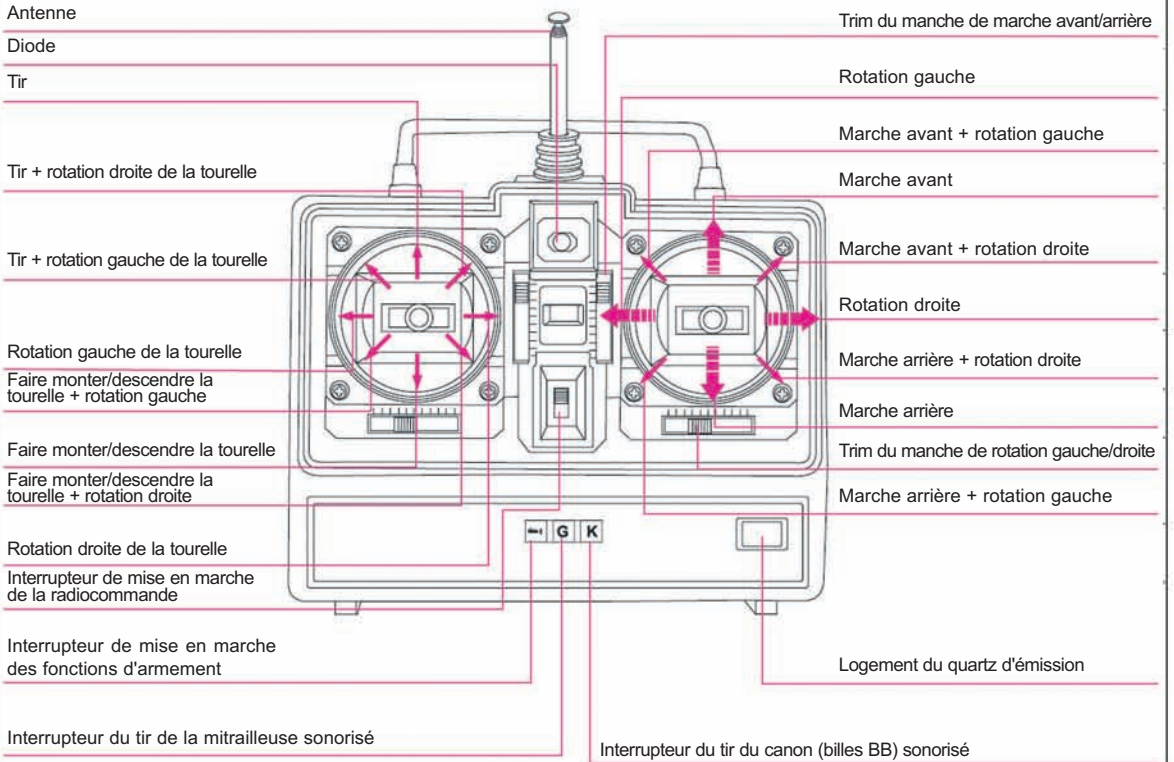 Antenne
Diode
Tir
Tir + rotation droite de la tourelle
Tir + rotation gauche de la tourelle
Rotation gauche de la tourelle
Faire monter/descendre la
tourelle + rotation gauche
Faire monter/descendre la tourelle
Faire monter/descendre la
tourelle + rotation droite
Rotation droite de la tourelle
Interrupteur de mise en marche
de la radiocommande
Interrupteur de mise en marche
des fonctions d'armement
Interrupteur du tir de la mitrailleuse sonorisé
G K
Trim du manche de marche avant/arrière
Rotation gauche
Marche avant + rotation gauche
Marche avant
Marche avant + rotation droite
Rotation droite
Marche arrière + rotation droite
Marche arrière
Trim du manche de rotation gauche/droite
Marche arrière + rotation gauche
Logement du quartz d'émission
Interrupteur du tir du canon (billes BB) sonorisé